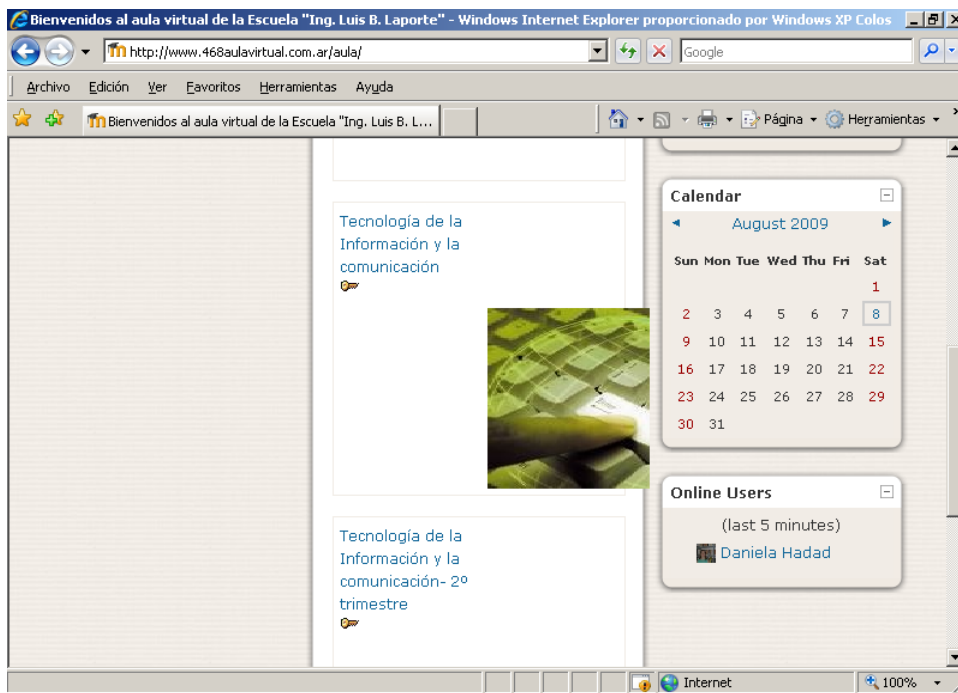 Bienvenidos al aula virtual de la Escuela "Ing. Luis B. Laporte" - Windows Internet Explorer proporcionado por Windows XP Colos
http://www.468aulavirtual.com.ar/aula/
Google
Archivo Edición Ver Favoritos Herramientas Ayuda
Bienvenidos al aula virtual de la Escuela "Ing. Luis B. L...
Página Herramientas
Tecnología de la
Información y la
comunicación
Tecnología de la
Información y la
comunicación- 2º
trimestre
Calendar
August 2009
Sun Mon Tue Wed Thu Fri Sat
1
2 3 4 5 6 7 8
9 10 11 12 13 14 15
16 17 18 19 20 21 22
23 24 25 26 27 28 29
30 31
Online Users
(last 5 minutes)
Daniela Hadad
Internet 100%